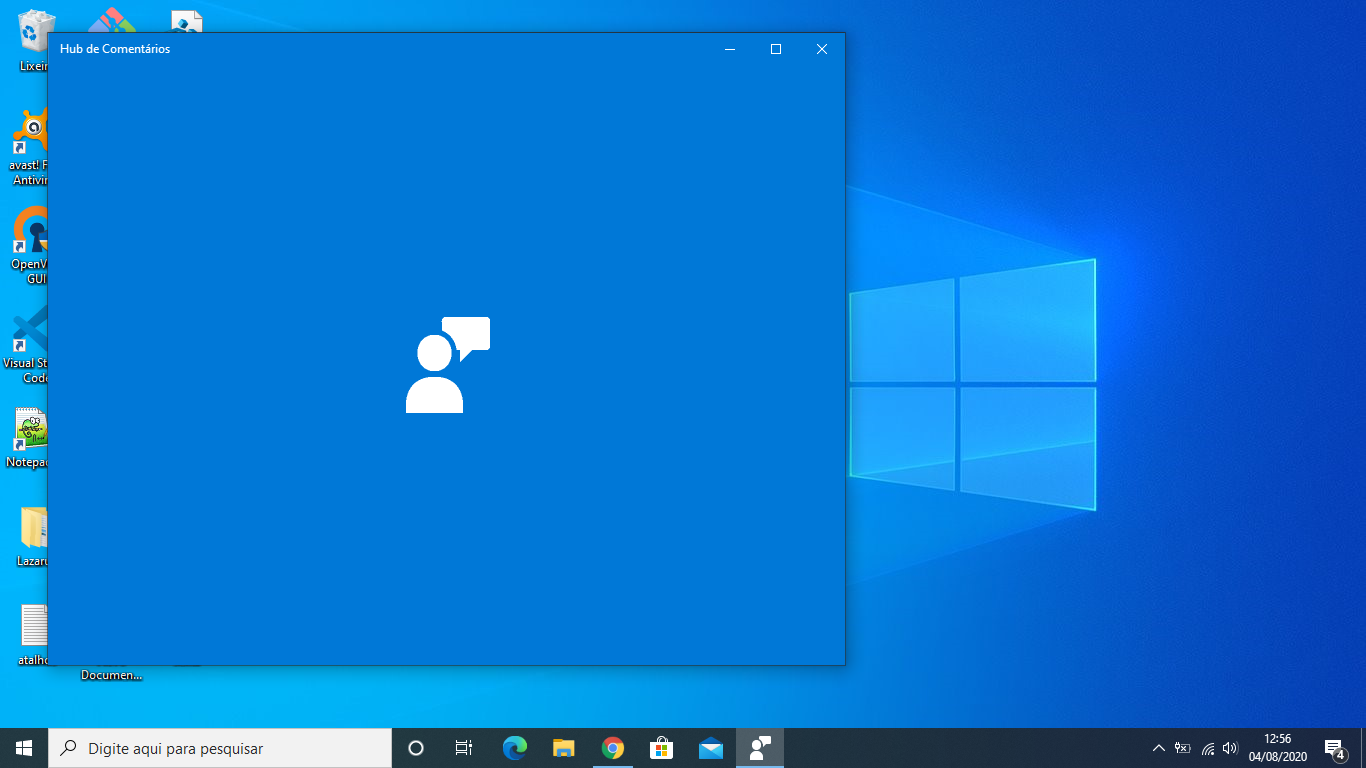 Hub de Comentários
Lixeir
avast! F
Antivir
OpenV
GUI
Visual St
Code
Notepad
Lazaru
atalho
Documen...
Digite aqui para pesquisar
12:56
04/08/2020
4